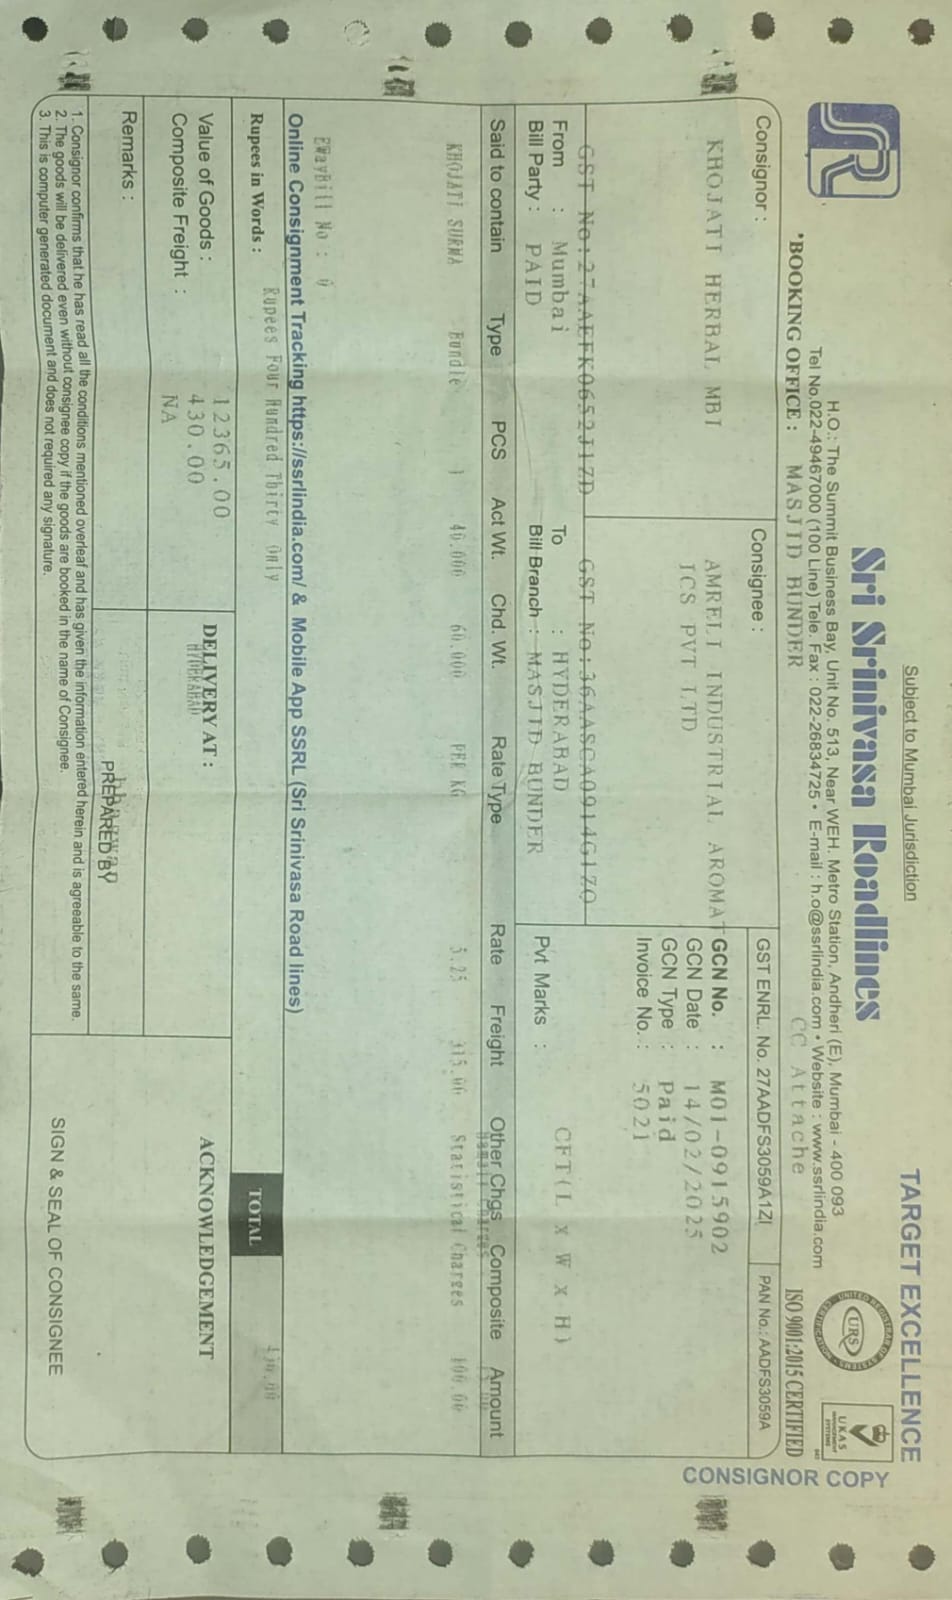 Subject to Mumbai Jurisdiction
TARGET EXCELLENCE
Sri Srinivasa Roadlines
H.O.: The Summit Business Bay, Unit No. 513, Near WEH. Metro Station, Andheri (E), Mumbai - 400 093
Tel No.022-49467000 (100 Line) Tele. Fax : 022-26834725 • E-mail : h.o@ssrlindia.com • Website : www.ssrlindia.com
*BOOKING OFFICE : MASJID BUNDER CC Attache
ISO 9001:2015 CERTIFIED
URS
UKAS
MANAGEMENT SYSTEMS
CONSIGNOR COPY
Consignor :
KHOJATI HERBAL MBI
GST No:27AAEFK0652J1ZD
Consignee :
AMRELI INDUSTRIAL AROMAT
ICS PVT LTD
GST No:36AASCA0914G1ZO
GST ENRL. No. 27AADFS3059A1ZI
PAN No.: AADFS3059A
GCN No. : M01-0915902
GCN Date : 14/02/2025
GCN Type : Paid
Invoice No. : 5021
From : Mumbai
To : HYDERABAD
Bill Party : PAID
Bill Branch : MASJID BUNDER
Pvt Marks :
CFT(L X W X H)
Said to contain Type PCS Act Wt. Chd. Wt. Rate Type Rate Freight Other Chgs Composite Amount
Hamali Charges
KHOJATI SURMA Bundle 1 40.000 60.000 PER KG 5.25 315.00 Statistical Charges 100.00
EWayBill No : 0
Online Consignment Tracking https://ssrlindia.com/ & Mobile App SSRL (Sri Srinivasa Road lines)
Rupees in Words :
Rupees Four Hundred Thirty Only
TOTAL
430.00
Value of Goods : 12365.00
430.00
Composite Freight : NA
DELIVERY AT :
HYDERABAD
ACKNOWLEDGEMENT
Remarks :
PREPARED BY
SIGN & SEAL OF CONSIGNEE
1. Consignor confirms that he has read all the conditions mentioned overleaf and has given the information entered herein and is agreeable to the same.
2. The goods will be delivered even without consignee copy if the goods are booked in the name of Consignee.
3. This is computer generated document and does not required any signature.